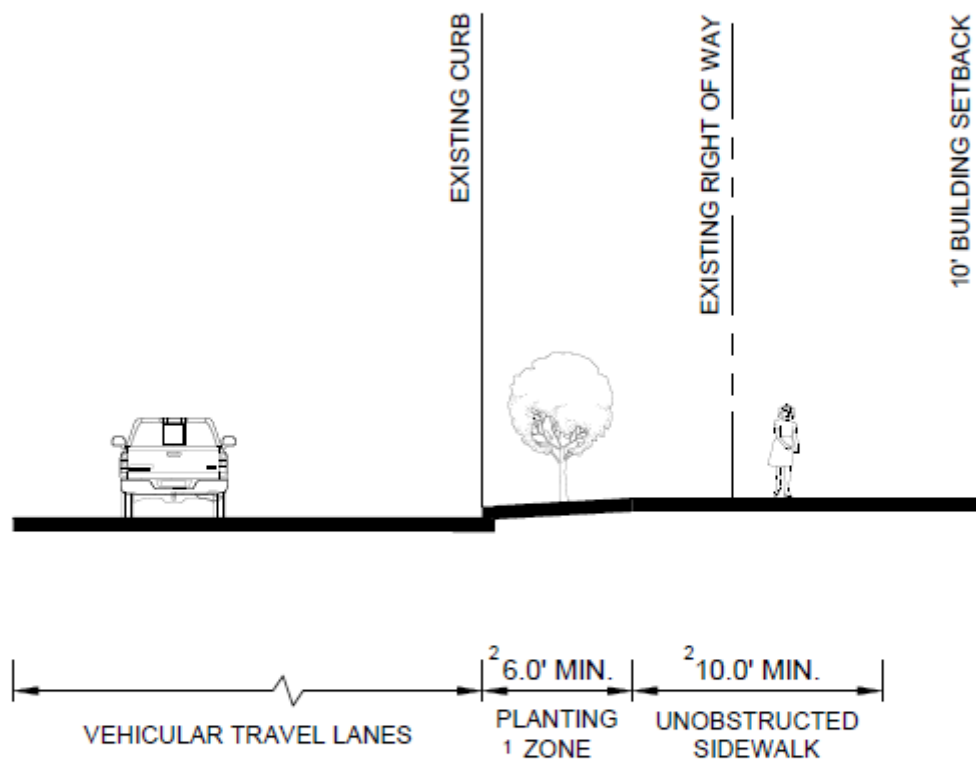 EXISTING CURB
EXISTING RIGHT OF WAY
10' BUILDING SETBACK
2 6.0' MIN.
2 10.0' MIN.
VEHICULAR TRAVEL LANES
PLANTING
1 ZONE
UNOBSTRUCTED
SIDEWALK